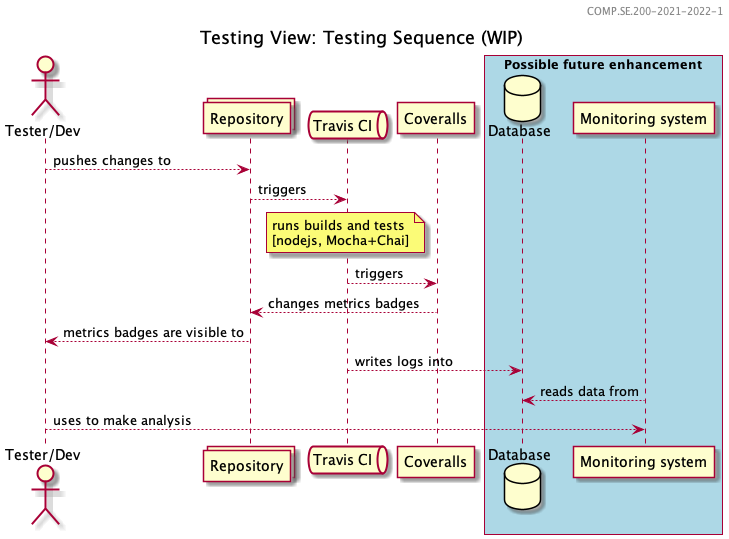 COMP.SE.200-2021-2022-1
Testing View: Testing Sequence (WIP)
Possible future enhancement
Tester/Dev
Repository
Travis CI
Coveralls
Database
Monitoring system
pushes changes to
triggers
runs builds and tests
[nodejs, Mocha+Chai]
triggers
changes metrics badges
metrics badges are visible to
writes logs into
reads data from
uses to make analysis
Tester/Dev
Repository
Travis CI
Coveralls
Database
Monitoring system